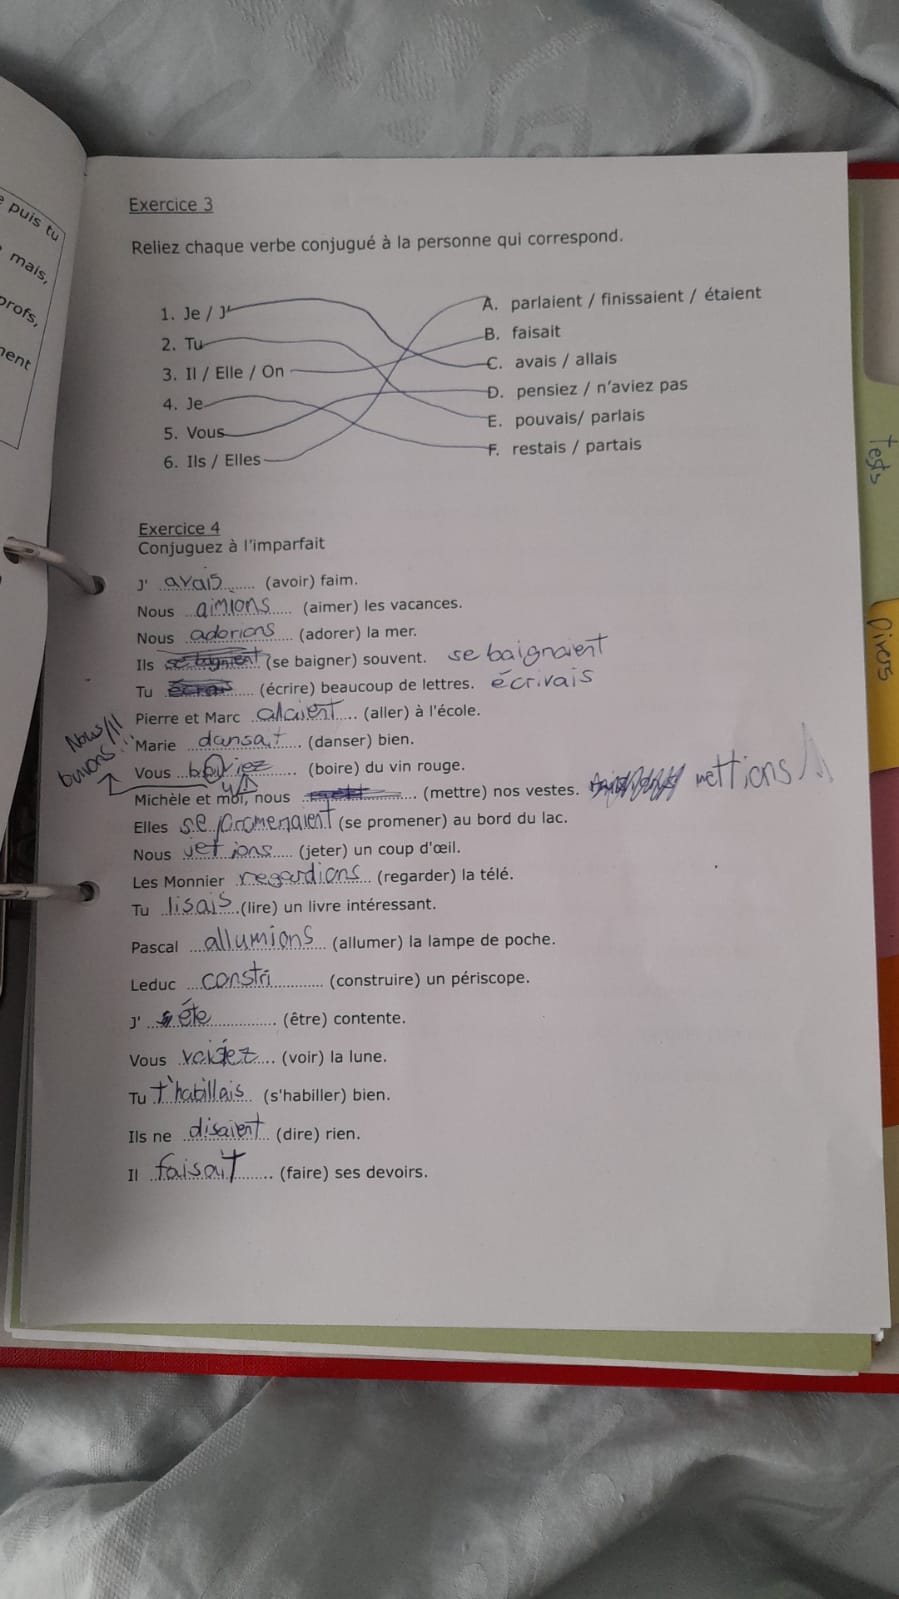 puis tu
mais,
profs,
ment
Exercice 3
Reliez chaque verbe conjugué à la personne qui correspond.
1. Je / J'
2. Tu
3. Il / Elle / On
4. Je
5. Vous
6. Ils / Elles
A. parlaient / finissaient / étaient
B. faisait
C. avais / allais
D. pensiez / n'aviez pas
E. pouvais/ parlais
F. restais / partais
Exercice 4
Conjuguez à l'imparfait
J' avais (avoir) faim.
Nous aimions (aimer) les vacances.
Nous adorions (adorer) la mer.
Ils (se baigner) souvent. se baignaient
Tu (écrire) beaucoup de lettres. écrivais
Pierre et Marc alaient (aller) à l'école.
Marie dansait (danser) bien.
Nous!!!
buvons!!!
Vous boiviez (boire) du vin rouge.
u
Michèle et moi, nous (mettre) nos vestes. mettions
Elles se promenaient (se promener) au bord du lac.
Nous jetions (jeter) un coup d'œil.
Les Monnier regardions (regarder) la télé.
Tu lisais (lire) un livre intéressant.
Pascal allumions (allumer) la lampe de poche.
Leduc constri (construire) un périscope.
J' éte (être) contente.
Vous (voir) la lune.
Tu t'habillais (s'habiller) bien.
Ils ne disaient (dire) rien.
Il faisait (faire) ses devoirs.
Tests
Divers